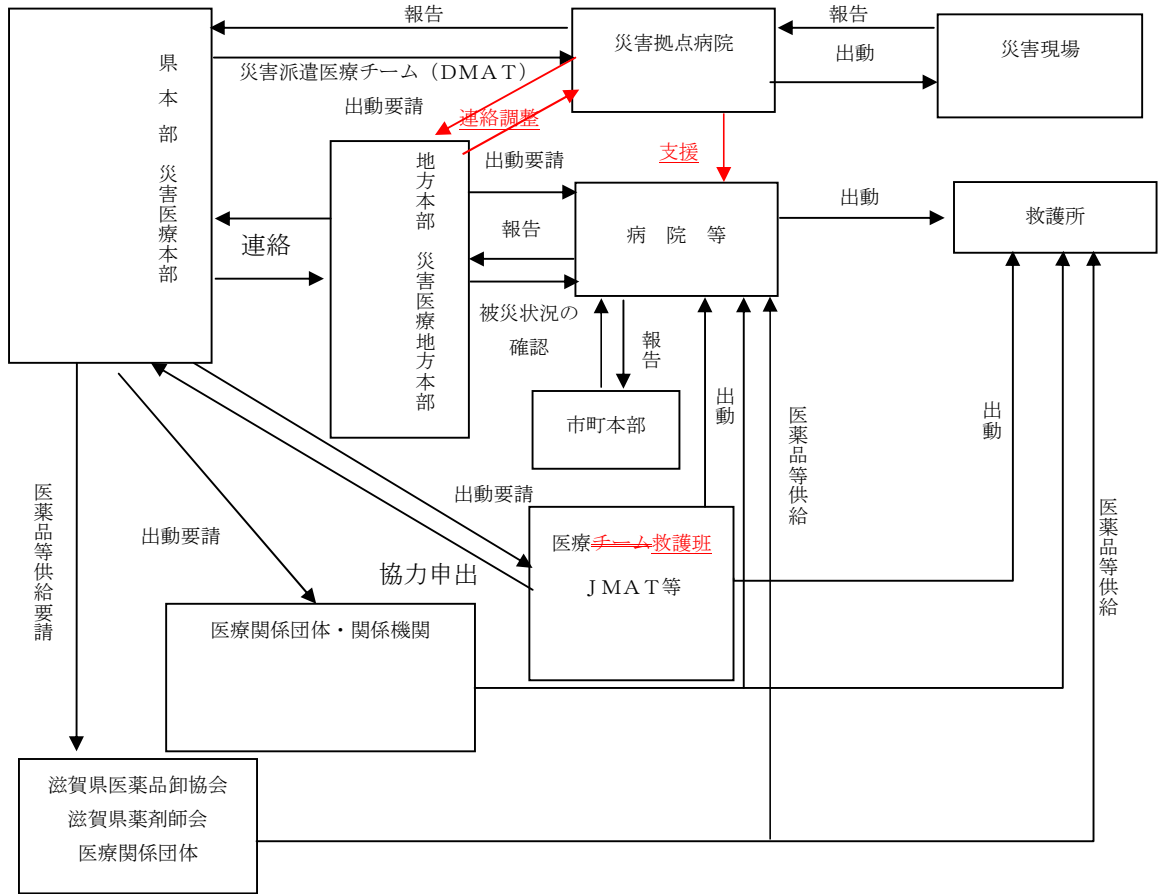 報告
報告
災害拠点病院
災害現場
県本部 災害医療本部
出動
災害派遣医療チーム（DMAT）
出動要請
連絡調整
地方本部 災害医療地方本部
出動要請
支援
連絡
報告
病 院 等
出動
救護所
被災状況の
確認
報告
市町本部
出動
医薬品等供給
出動
医薬品等供給
医薬品等供給要請
出動要請
出動要請
協力申出
医療チーム救護班
JMAT等
医療関係団体・関係機関
滋賀県医薬品卸協会
滋賀県薬剤師会
医療関係団体